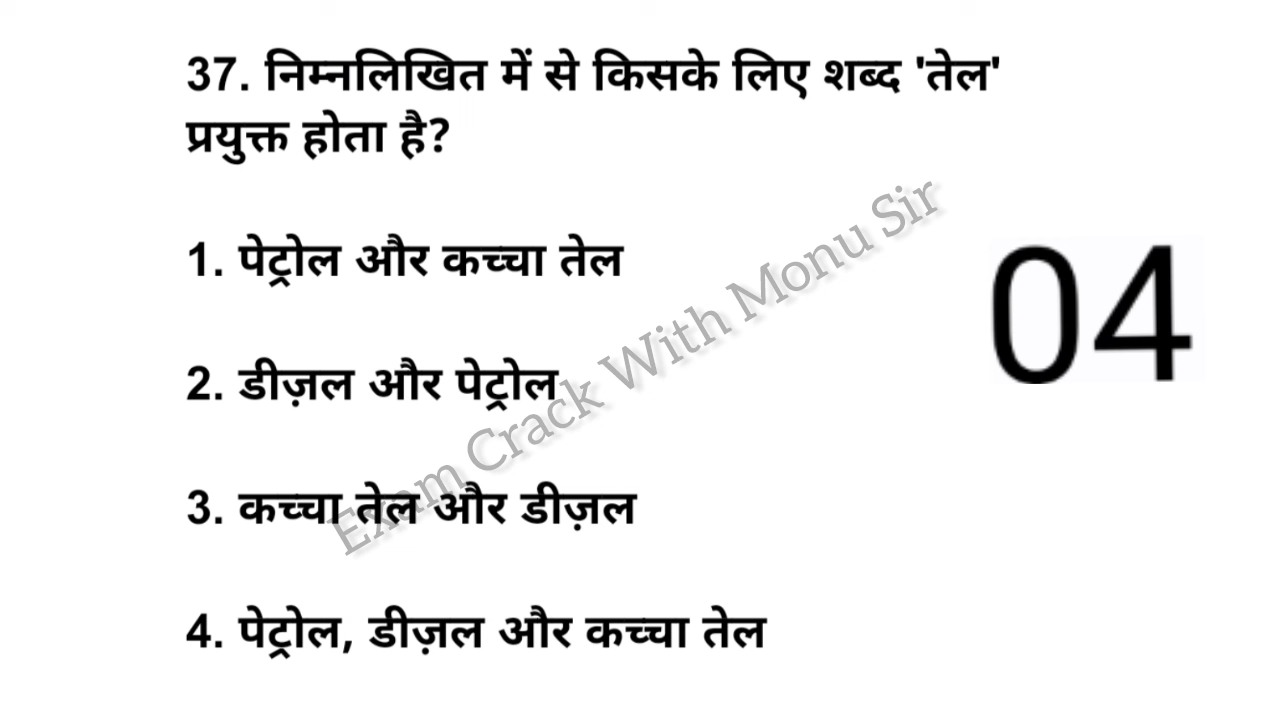 37. निम्नलिखित में से किसके लिए शब्द 'तेल'
प्रयुक्त होता है?
1. पेट्रोल और कच्चा तेल
2. डीज़ल और पेट्रोल
3. कच्चा तेल और डीज़ल
4. पेट्रोल, डीज़ल और कच्चा तेल
04
Exam Crack With Monu Sir